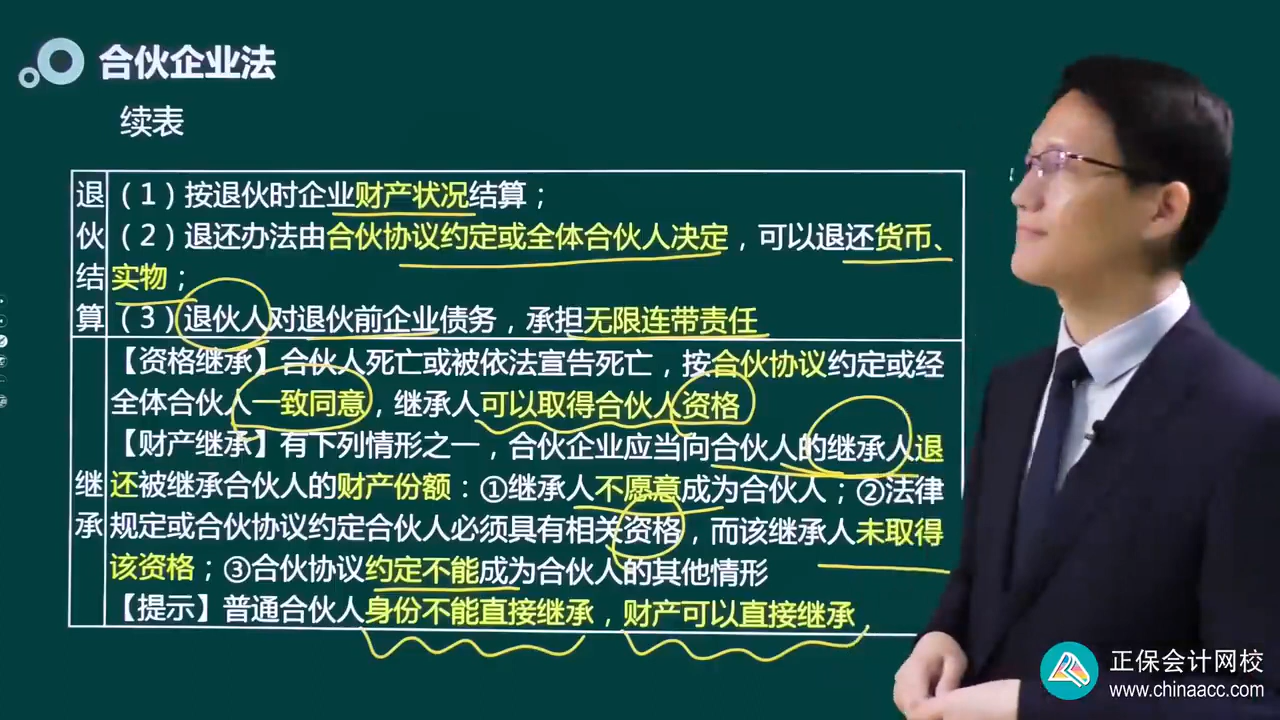 合伙企业法
续表
退伙结算
（1）按退伙时企业财产状况结算；
（2）退还办法由合伙协议约定或全体合伙人决定，可以退还货币、
实物；
（3）退伙人对退伙前企业债务，承担无限连带责任
继承
【资格继承】合伙人死亡或被依法宣告死亡，按合伙协议约定或经
全体合伙人一致同意，继承人可以取得合伙人资格
【财产继承】有下列情形之一，合伙企业应当向合伙人的继承人退
还被继承合伙人的财产份额：①继承人不愿意成为合伙人；②法律
规定或合伙协议约定合伙人必须具有相关资格，而该继承人未取得
该资格；③合伙协议约定不能成为合伙人的其他情形
【提示】普通合伙人身份不能直接继承，财产可以直接继承
正保会计网校
www.chinaacc.com